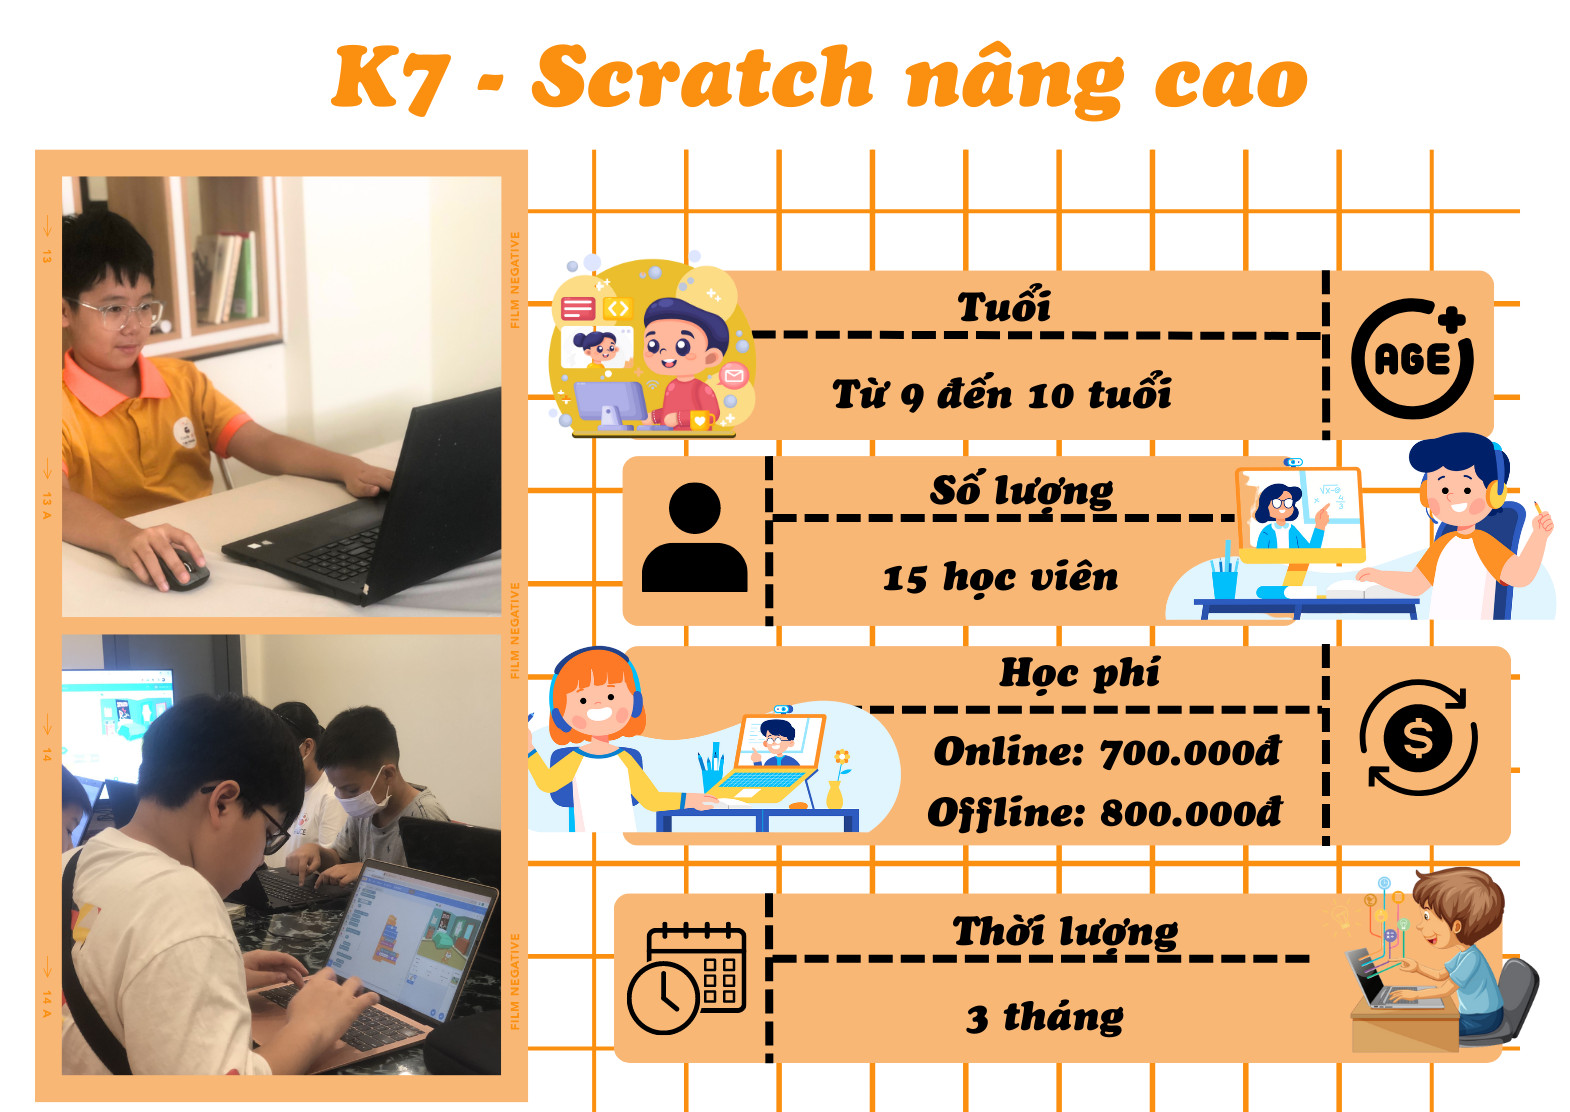 K7 - Scratch nâng cao
13
FILM NEGATIVE
13 A
FILM NEGATIVE
14
FILM NEGATIVE
14 A
Tuổi
Từ 9 đến 10 tuổi
AGE
Số lượng
15 học viên
Học phí
Online: 700.000đ
Offline: 800.000đ
$
Thời lượng
3 tháng